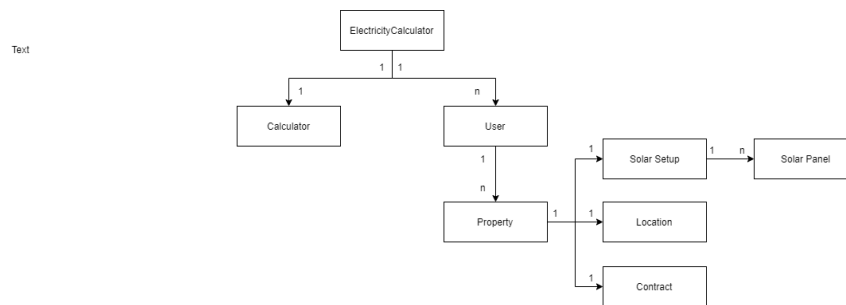 ElectricityCalculator
Text
1 1
1 n
Calculator User
1
n
1 Solar Setup 1 n Solar Panel
Property 1 1 Location
1 Contract